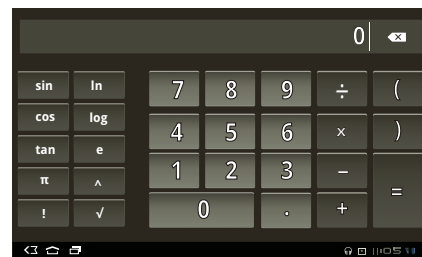 0
sin ln 7 8 9 ÷ (
cos log 4 5 6 × )
tan e 1 2 3 − =
π ^ 0 . +
! √